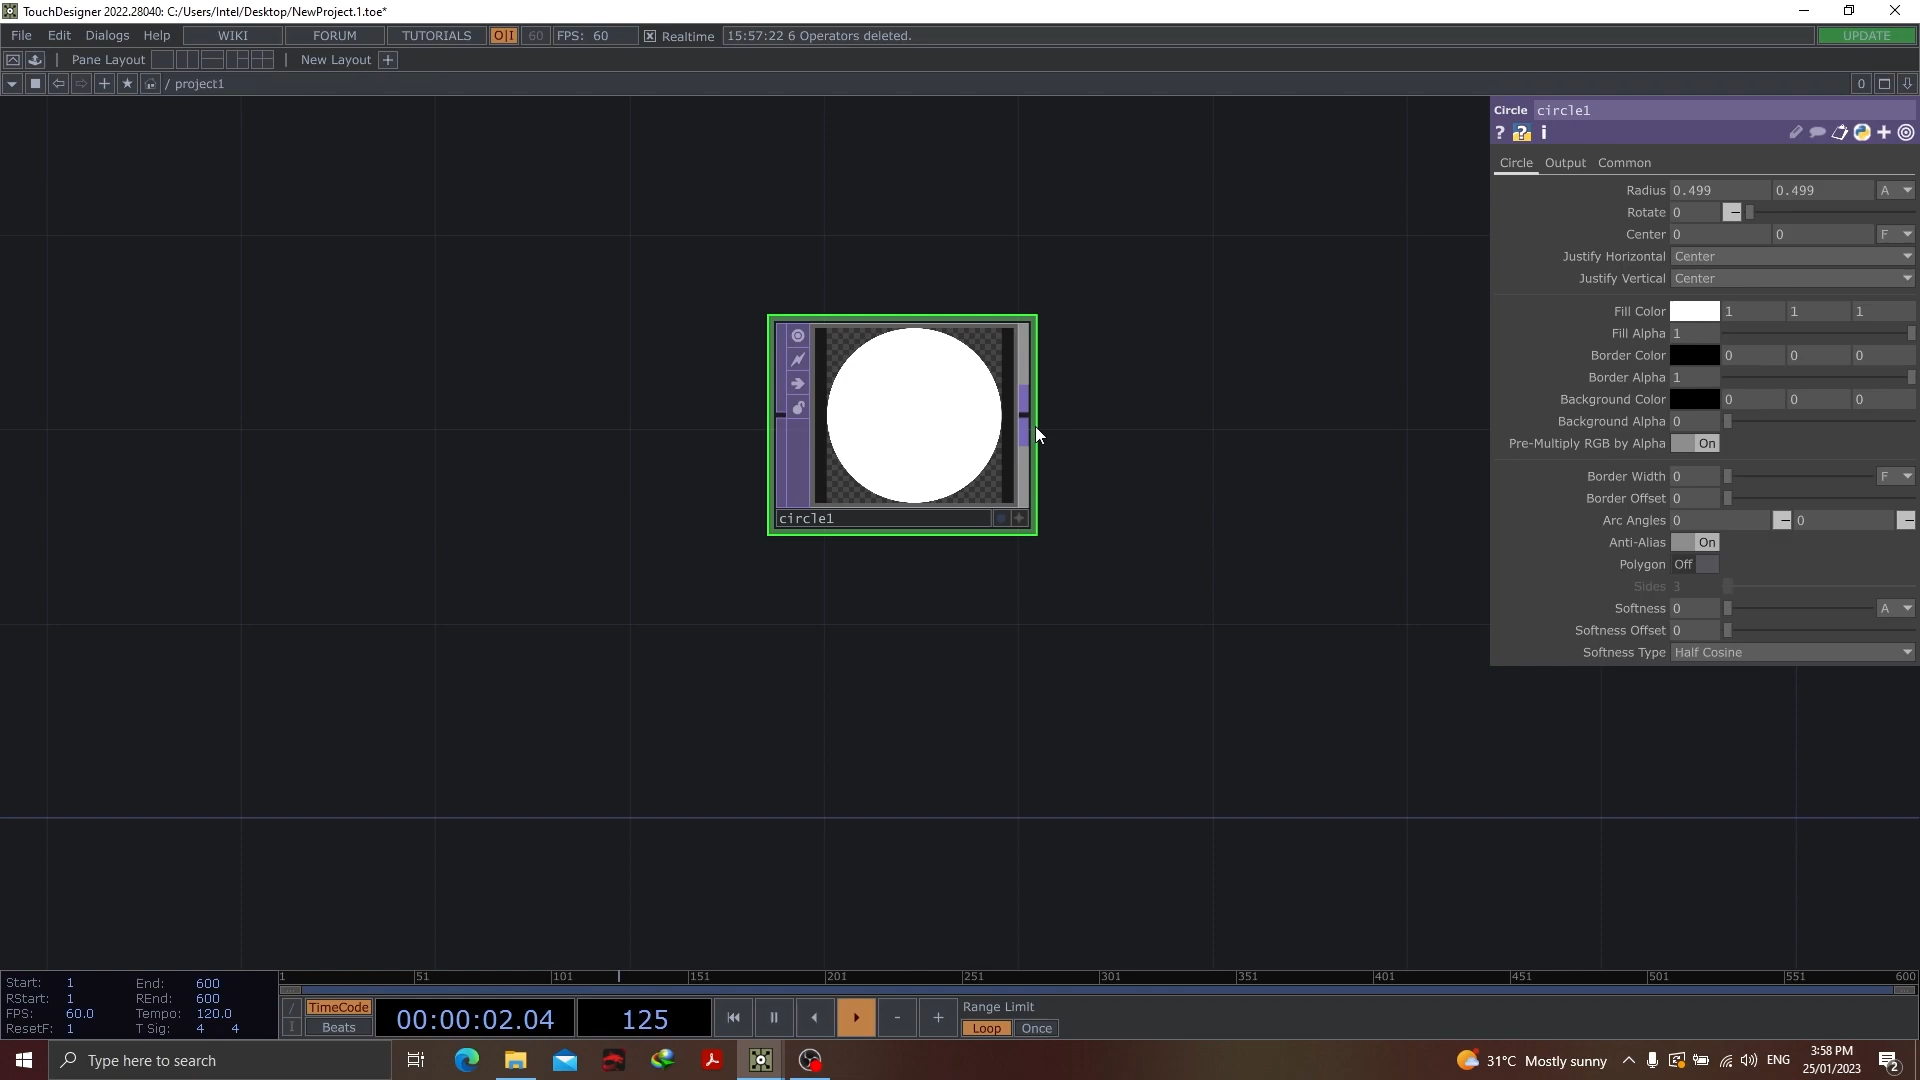 TouchDesigner 2022.28040: C:/Users/Intel/Desktop/NewProject.1.toe*
File Edit Dialogs Help WIKI FORUM TUTORIALS O|I 60 FPS: 60 Realtime 15:57:22 6 Operators deleted. UPDATE
Pane Layout New Layout +
/ project1 0
Circle circle1
? ? i
Circle Output Common
Radius 0.499 0.499 A
Rotate 0
Center 0 0 F
Justify Horizontal Center
Justify Vertical Center
Fill Color 1 1 1
Fill Alpha 1
Border Color 0 0 0
Border Alpha 1
Background Color 0 0 0
Background Alpha 0
Pre-Multiply RGB by Alpha On
Border Width 0 F
Border Offset 0
Arc Angles 0 0
Anti-Alias On
Polygon Off
Sides 3
Softness 0 A
Softness Offset 0
Softness Type Half Cosine
circle1
1 51 101 151 201 251 301 351 401 451 501 551 600
Start: 1 End: 600
RStart: 1 REnd: 600
FPS: 60.0 Tempo: 120.0
ResetF: 1 T Sig: 4 4
/ TimeCode
I Beats
00:00:02.04 125
Range Limit
Loop Once
Type here to search
31°C Mostly sunny ENG
3:58 PM
25/01/2023
2